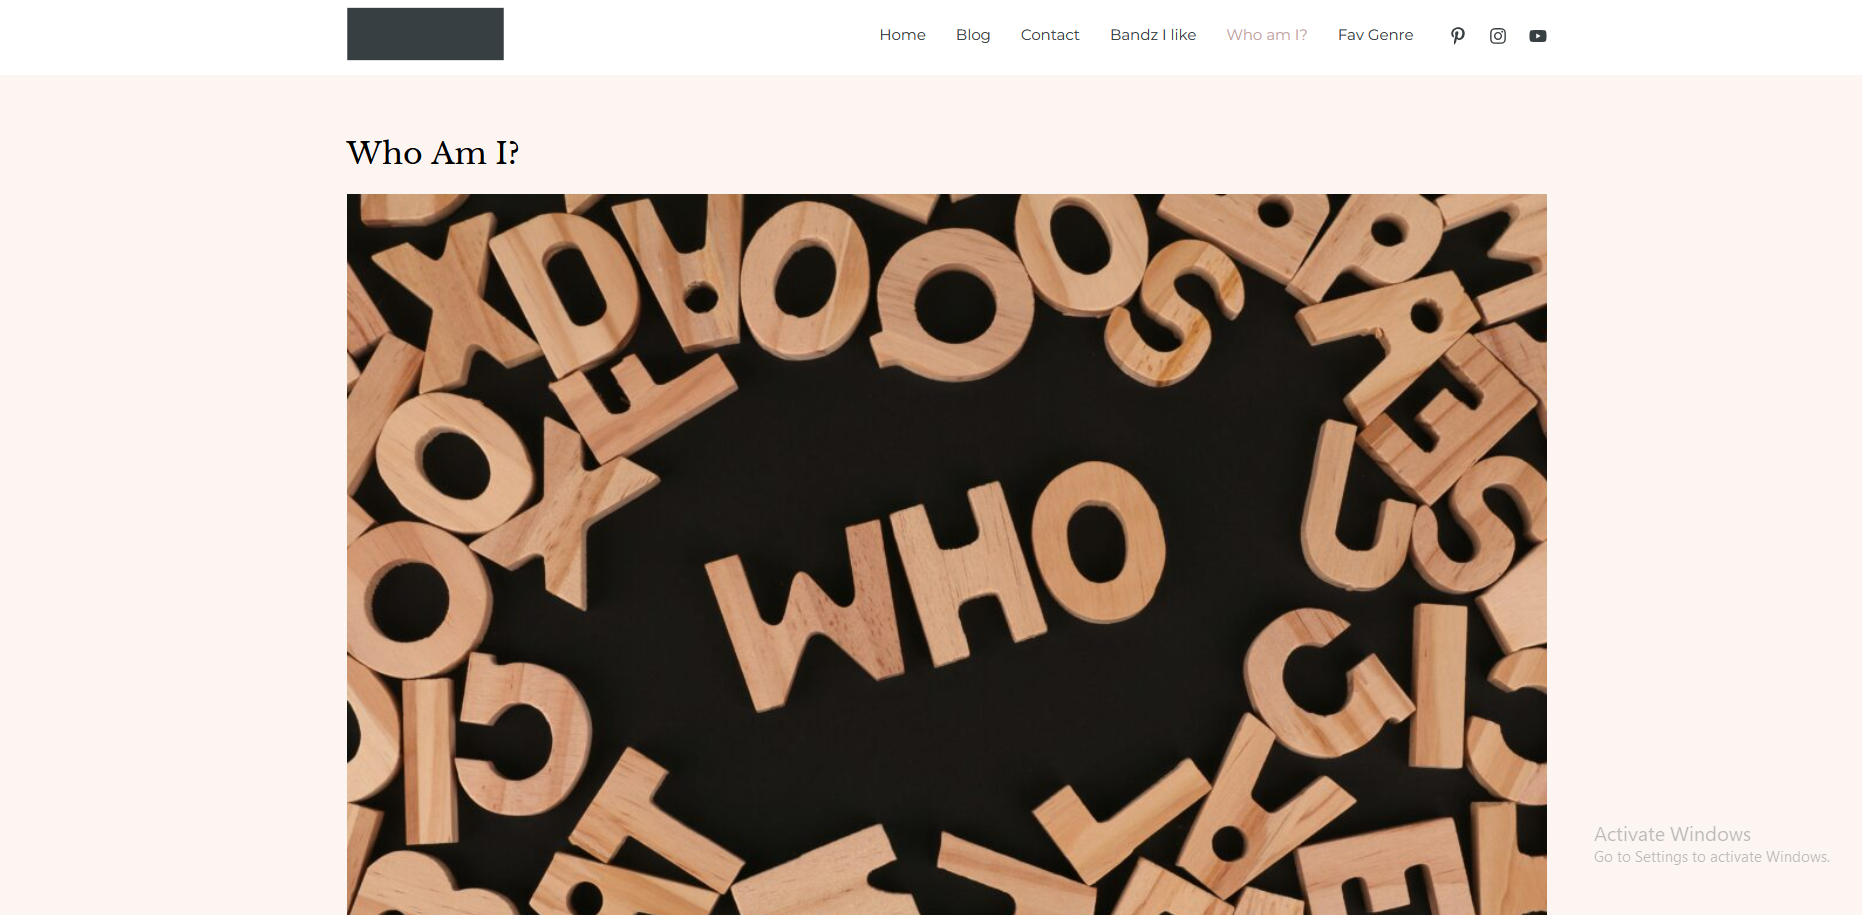 Home Blog Contact Bandz I like Who am I? Fav Genre
Who Am I?
WHO
Activate Windows
Go to Settings to activate Windows.